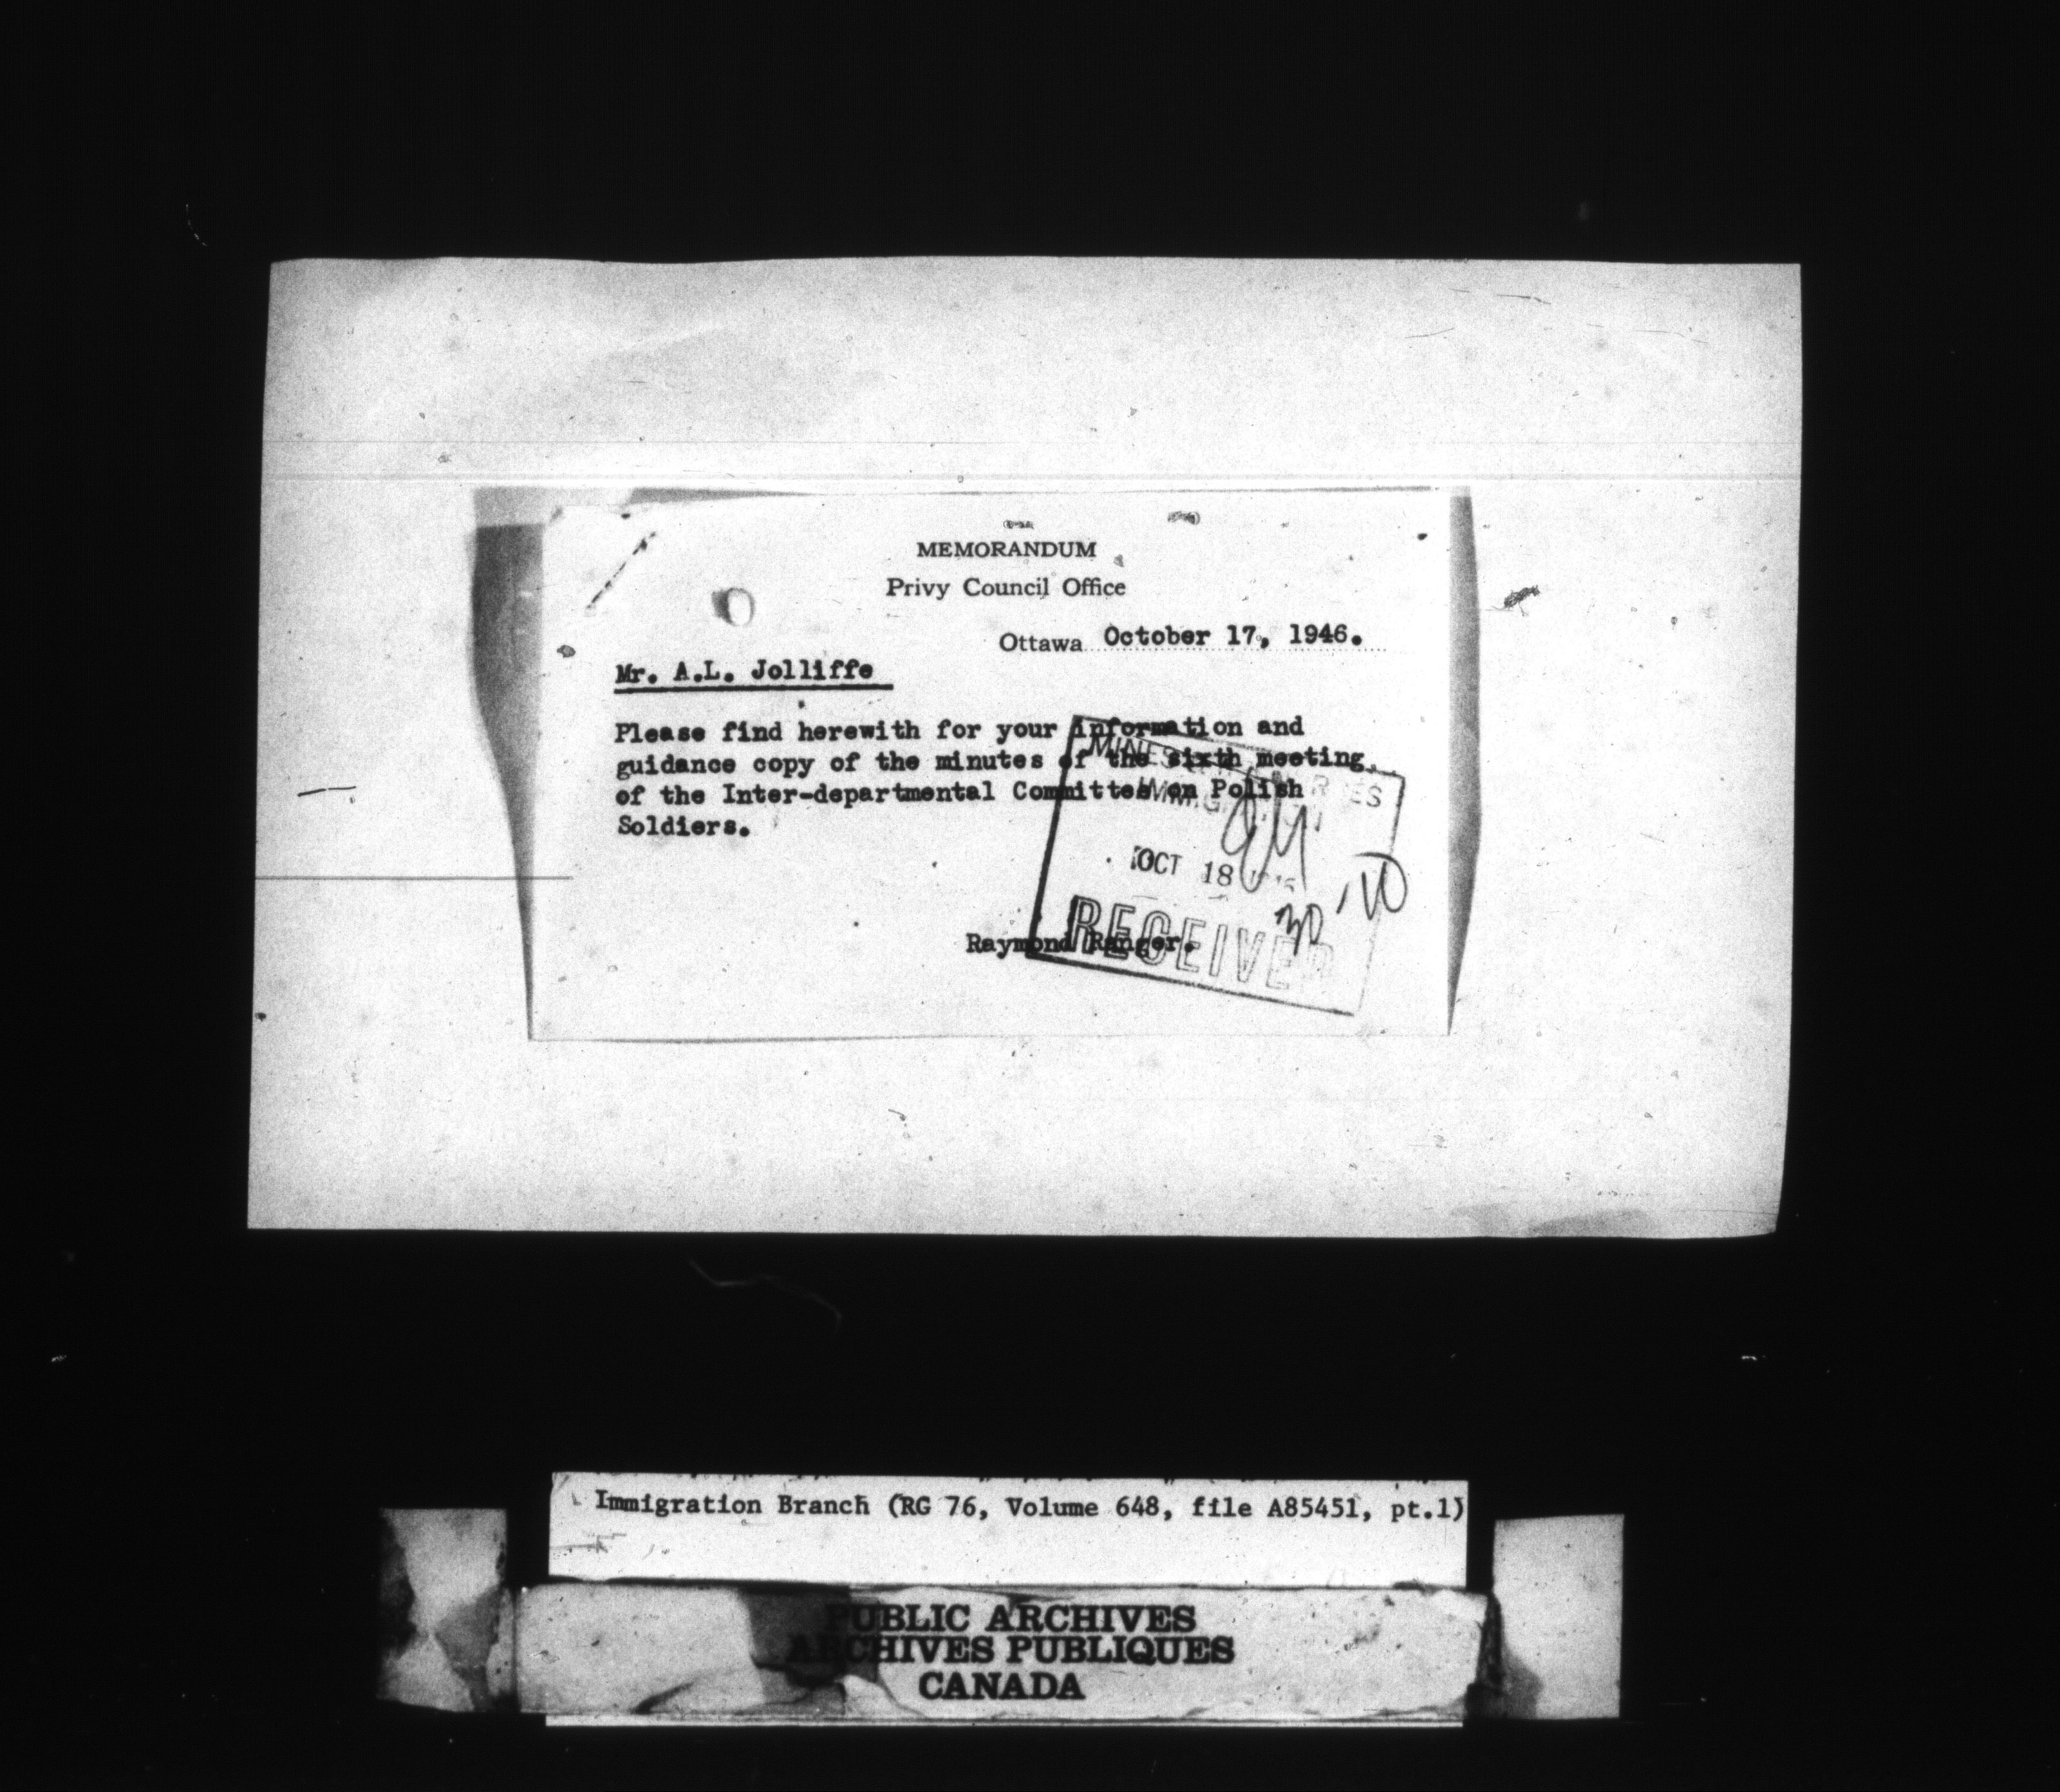 MEMORANDUM
Privy Council Office
Ottawa October 17, 1946.
Mr. A.L. Jolliffe
Please find herewith for your information and
guidance copy of the minutes of the sixth meeting,
of the Inter-departmental Committee on Polish
Soldiers.
OCT 18
RECEIVED
Raymond Ranger.
Immigration Branch (RG 76, Volume 648, file A85451, pt.1)
PUBLIC ARCHIVES
ARCHIVES PUBLIQUES
CANADA